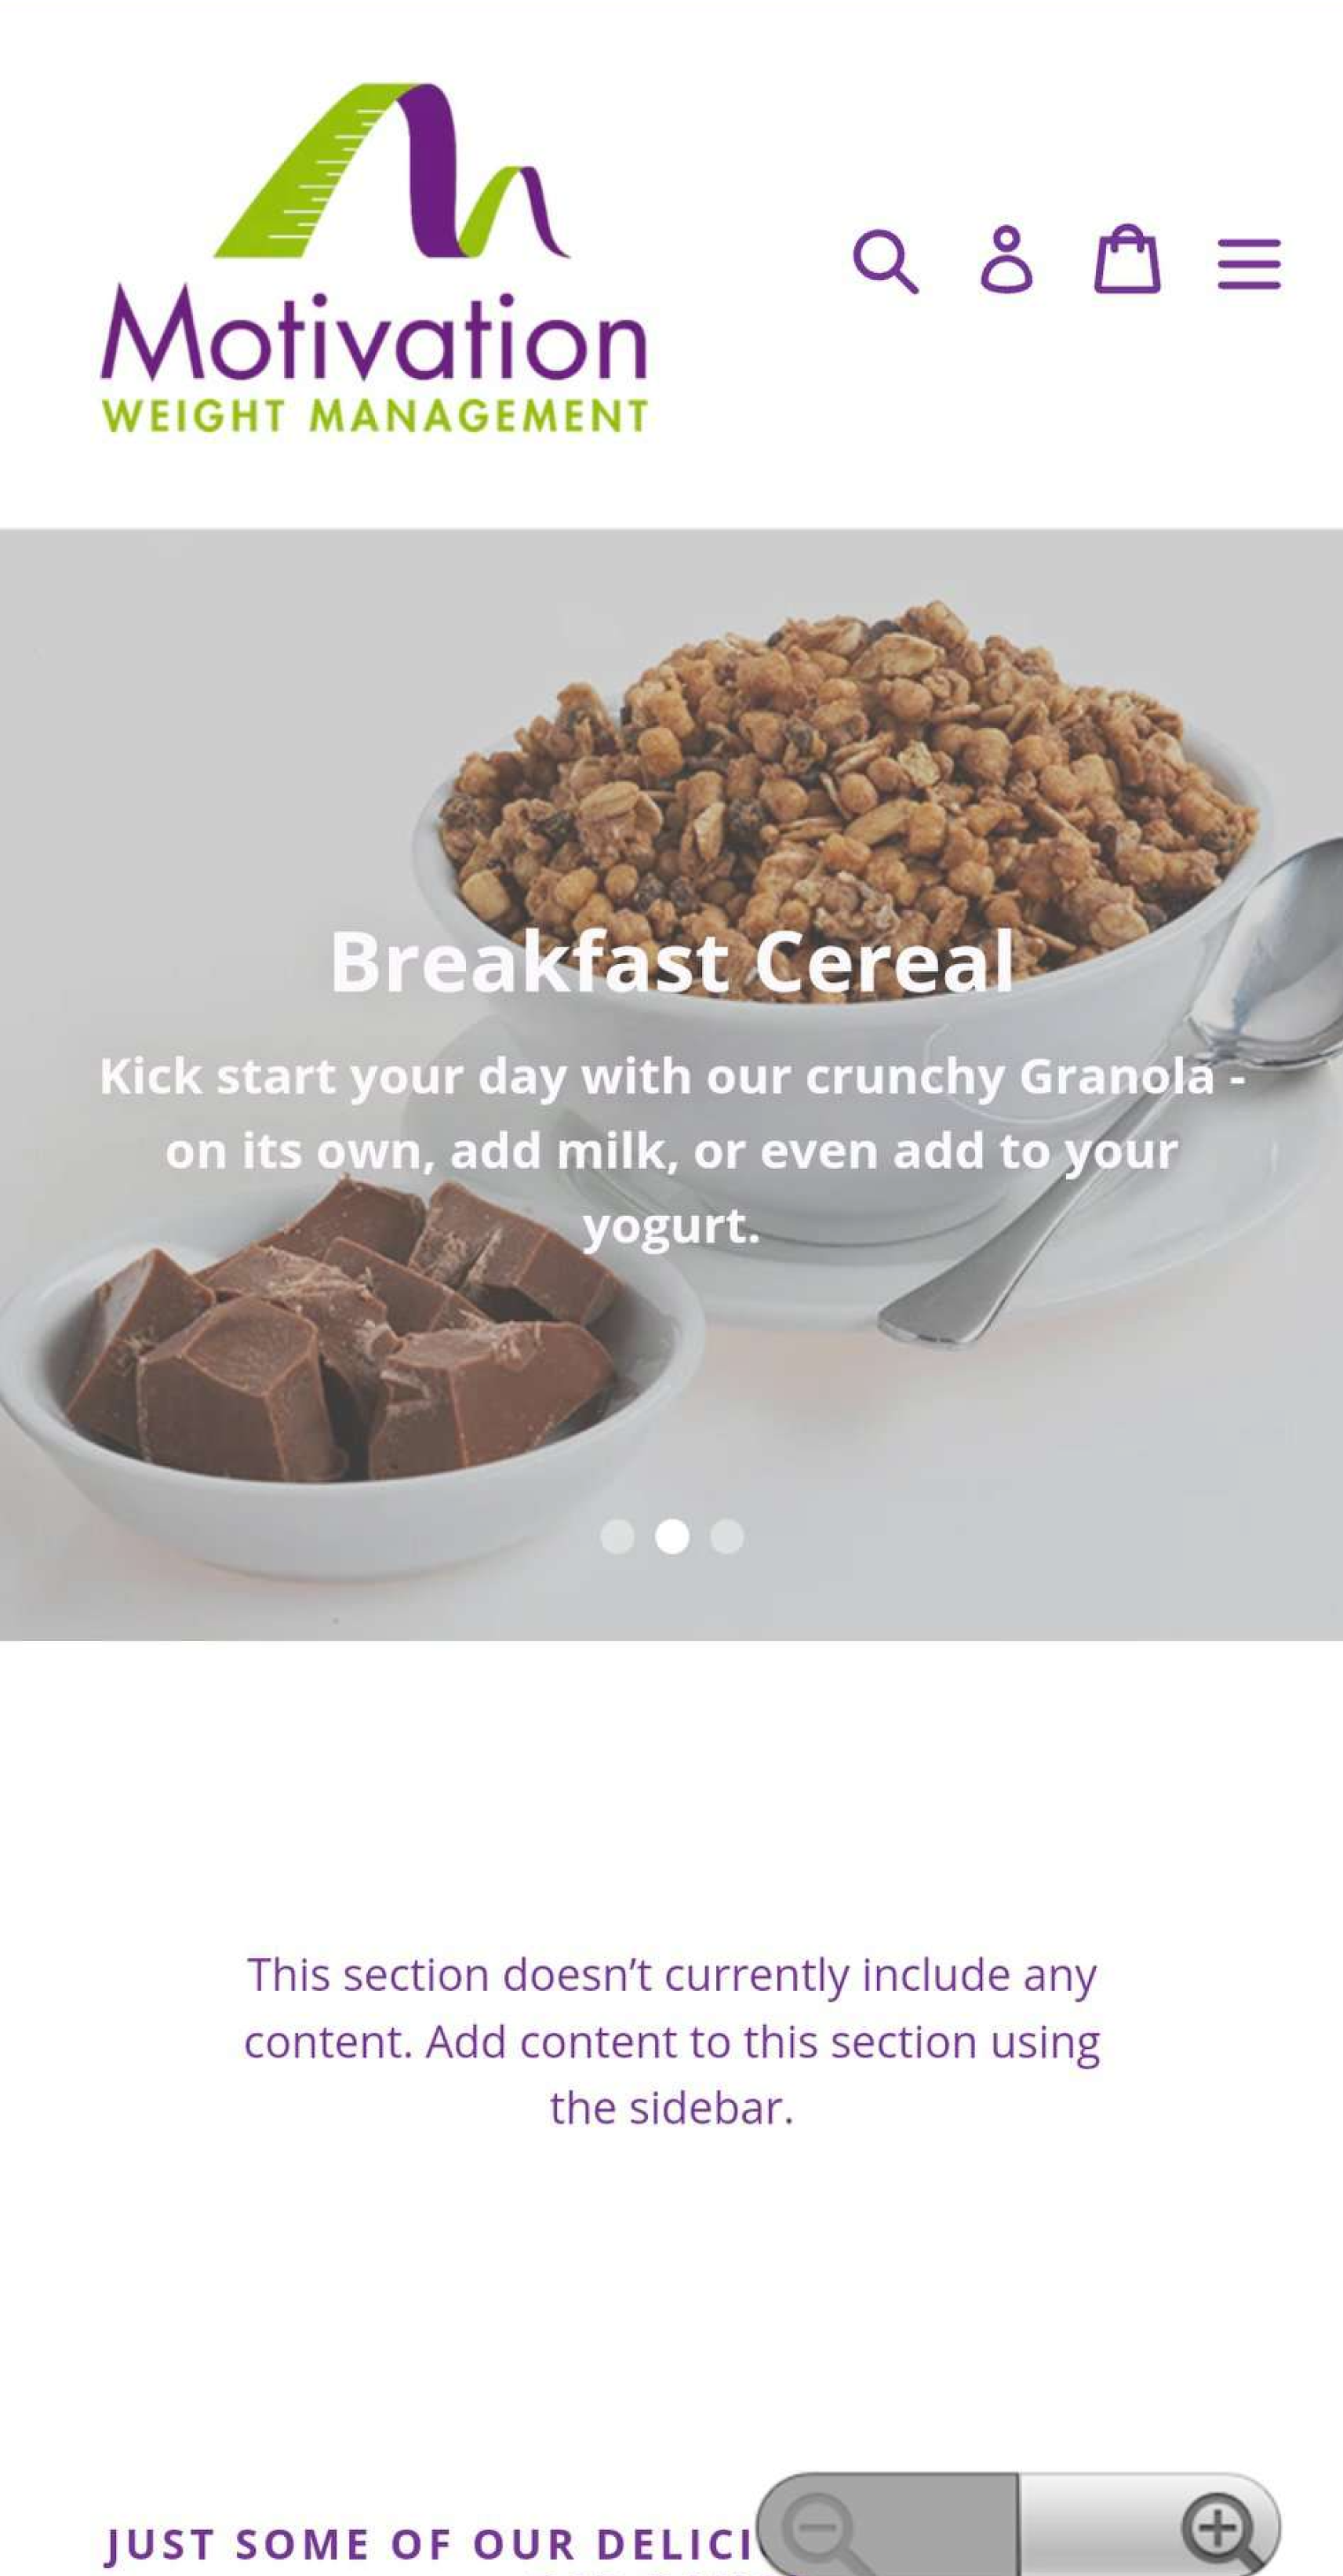 Motivation
WEIGHT MANAGEMENT
Breakfast Cereal
Kick start your day with our crunchy Granola -
on its own, add milk, or even add to your
yogurt.
This section doesn’t currently include any
content. Add content to this section using
the sidebar.
JUST SOME OF OUR